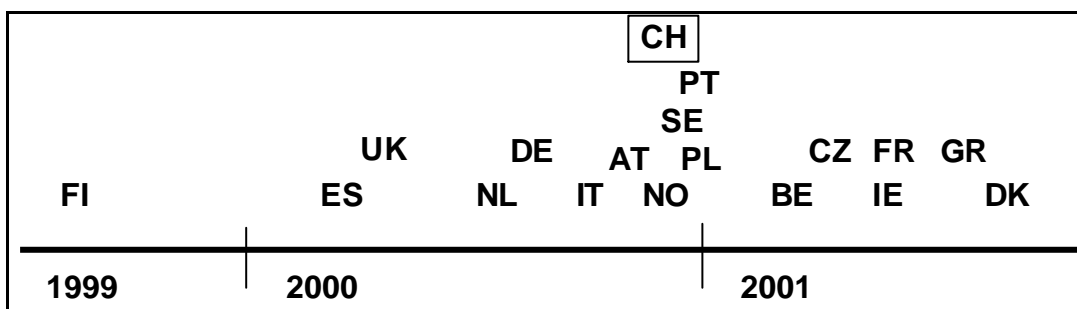 CH
PT
SE
UK DE AT PL CZ FR GR
FI ES NL IT NO BE IE DK
1999 2000 2001